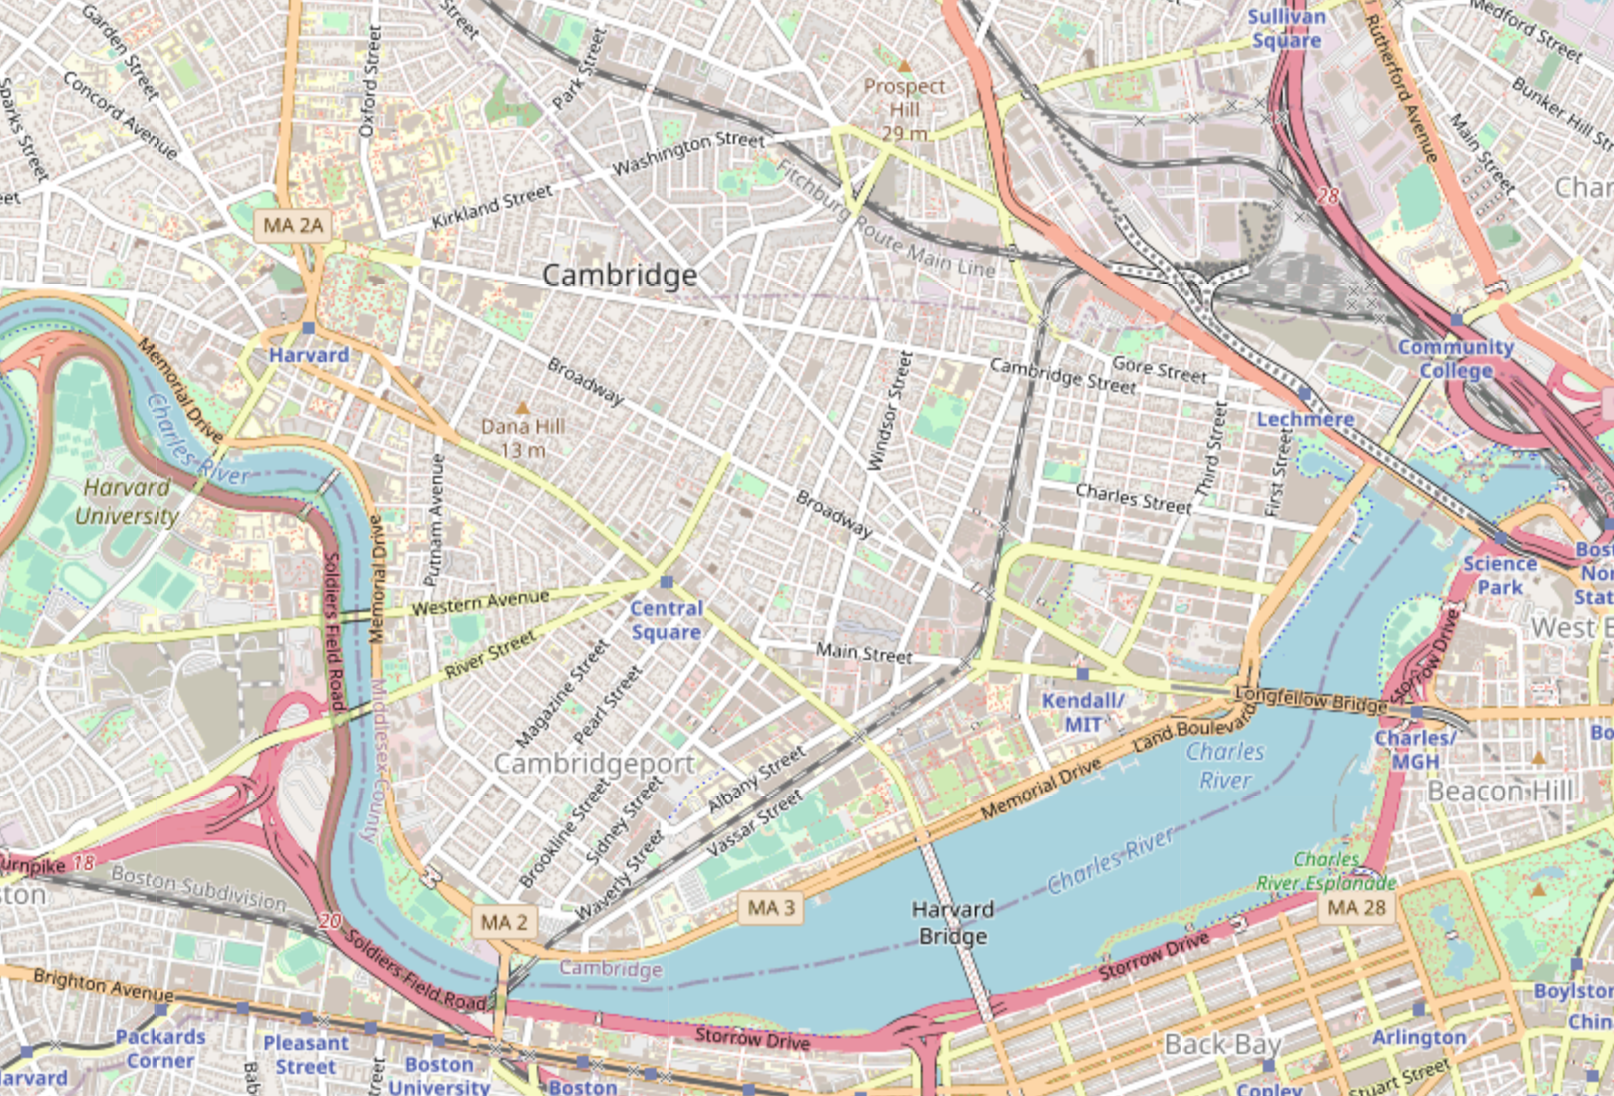 Garden Street
Concord Avenue
Sparks Street
Oxford Street
Street
Park Street
Washington Street
Kirkland Street
MA 2A
Prospect
Hill
29 m
Sullivan
Square
Medford Street
Rutherford Avenue
Bunker Hill Str
Main Street
Char
28
Fitchburg Route Main Line
Cambridge
Harvard
Memorial Drive
Charles River
Harvard
University
Broadway
Dana Hill
13 m
Windsor Street
Cambridge Street
Gore Street
Lechmere
Community
College
Third Street
First Street
Charles Street
Broadway
Putnam Avenue
Memorial Drive
Soldiers Field Road
Western Avenue
River Street
Central
Square
Main Street
Magazine Street
Pearl Street
Cambridgeport
Brookline Street
Sidney Street
Albany Street
Vassar Street
Waverly Street
Middlesex County
Kendall/
MIT
Longfellow Bridge
Land Boulevard
Memorial Drive
Charles
River
Charles River
Science
Park
Bost
Nor
Stat
West E
Storrow Drive
Charles/
MGH
Bo
Beacon Hill
Charles
River Esplanade
MA 28
MA 3
MA 2
Harvard
Bridge
Cambridge
urnpike
18
ston
Boston Subdivision
20
Soldiers Field Road
Brighton Avenue
Storrow Drive
Storrow Drive
Packards
Corner
Pleasant
Street
Boston
University
Boston
arvard
Bab
treet
Back Bay
Arlington
Boylston
Chin
Copley
Stuart Street